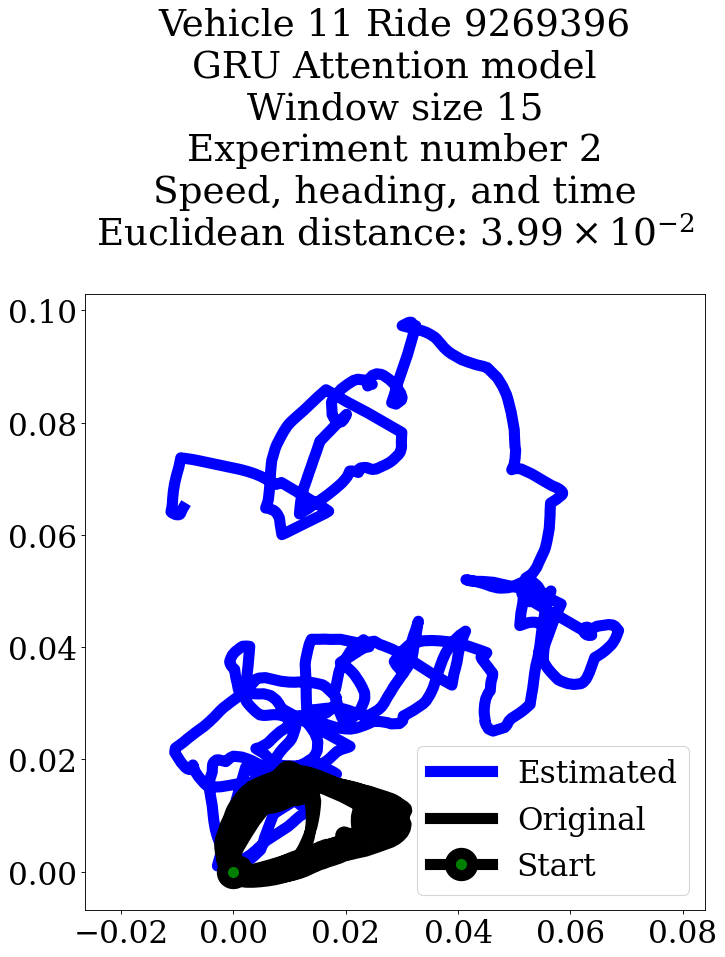 Vehicle 11 Ride 9269396
GRU Attention model
Window size 15
Experiment number 2
Speed, heading, and time
Euclidean distance: 3.99 × 10⁻²
0.10
0.08
0.06
0.04
0.02
0.00
Estimated
Original
Start
−0.02 0.00 0.02 0.04 0.06 0.08